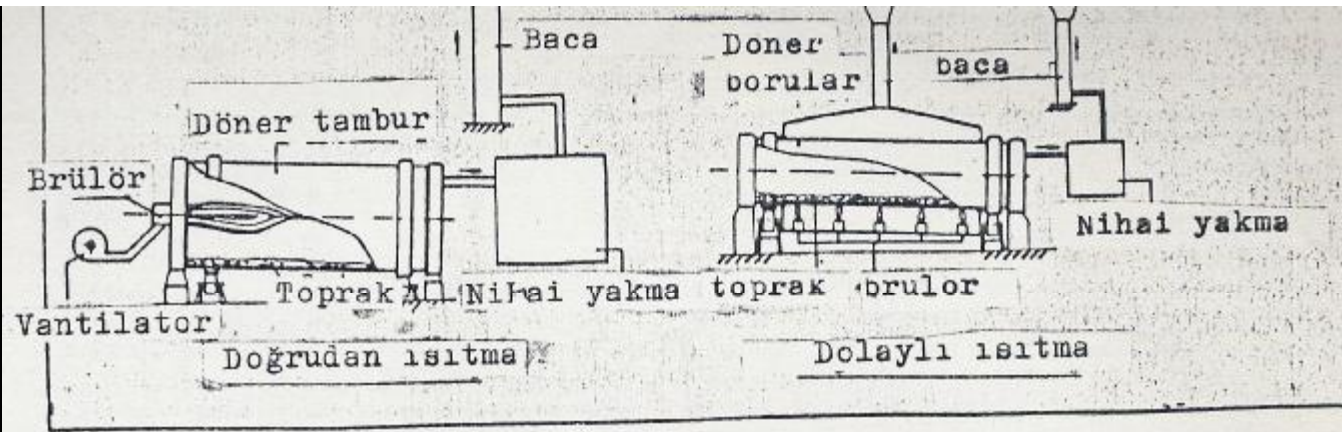 Baca
Döner tambur
Brülör
Toprak
Nihai yakma
Vantilator
Doğrudan ısıtma
Doner
borular
baca
Nihai yakma
toprak
brulor
Dolaylı ısıtma